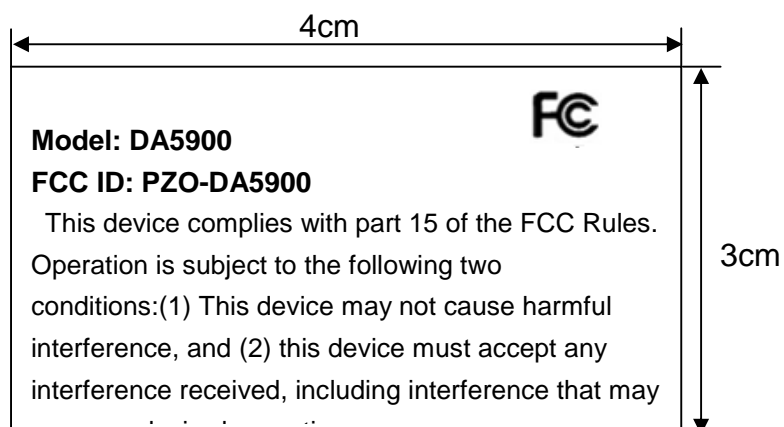 4cm
FC
Model: DA5900
FCC ID: PZO-DA5900
This device complies with part 15 of the FCC Rules.
Operation is subject to the following two
conditions:(1) This device may not cause harmful
interference, and (2) this device must accept any
interference received, including interference that may
3cm